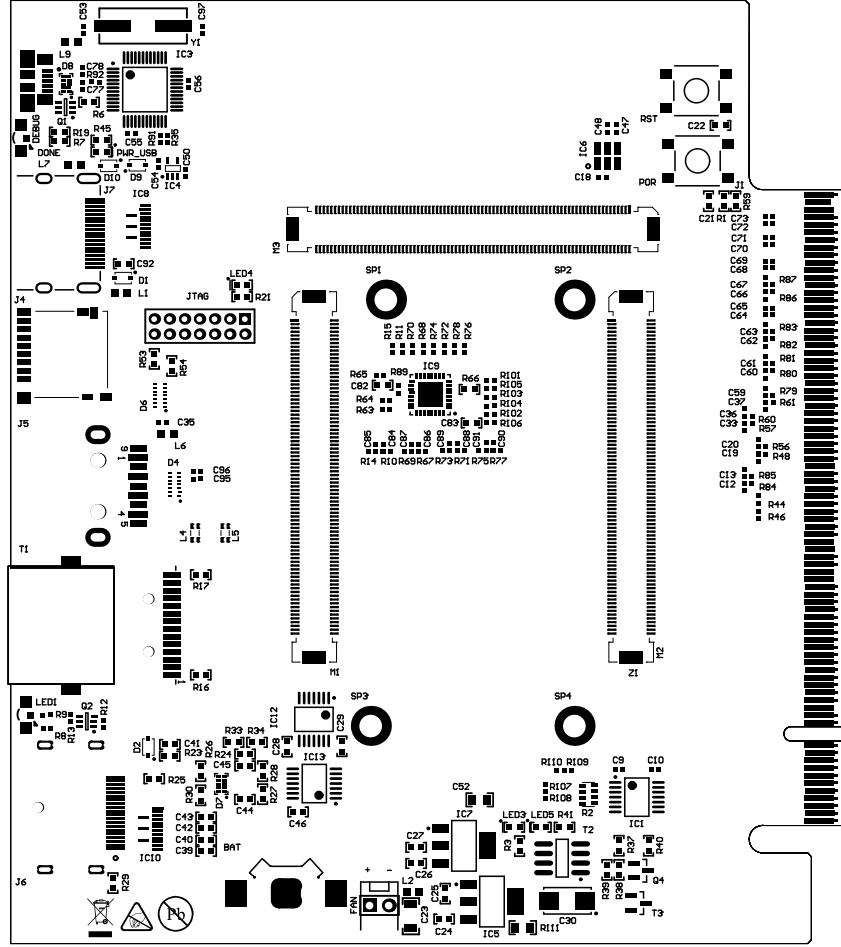 C53
C97
Y1
L9
IC3
D8
C78
R92
C77
C56
Q1
R6
DEBUG
R19
R7
R45
C55
R91
R35
DONE
PWR_USB
L7
D10
D9
C54
IC4
C50
J7
IC8
C92
D1
L1
LED4
R21
J4
JTAG
R53
R54
D6
C35
L6
J5
9 1
D4
C96
C95
4 5
L4
L5
T1
R17
R16
1
RST
C48
C47
C22
IC6
C18
POR
J1
C21
R1
R59
C73
C72
C71
C70
C69
C68
C67
C66
R87
R86
C65
C64
C63
C62
R83
R82
C61
C60
R81
R80
C59
C37
R79
R61
C36
C33
R60
R57
C20
C19
R56
R48
C13
C12
R85
R84
R44
R46
M3
SP1
SP2
R15
R11
R70
R68
R74
R72
R78
R76
IC9
R65
R89
C82
R64
R63
R66
R101
R105
R103
R104
R102
R106
C83
C85
C84
C87
C86
C89
C88
C91
C90
R14
R10
R69
R67
R73
R71
R75
R77
M1
Z1
M2
SP3
SP4
LED1
R9
R8
R13
Q2
R12
D2
C41
R23
R26
R25
R30
R33
R34
R24
C45
R28
R27
D7
C44
IC12
C28
C29
IC13
C46
C43
C42
C40
C39
BAT
IC10
J6
R29
Pb
C52
IC7
LED3
LED5
R41
R3
T2
C27
C26
C25
C24
C23
L2
+ -
FAN
IC5
R111
C30
R110
R109
R107
R108
R2
C9
C10
IC1
R37
R40
R39
R38
Q4
T3